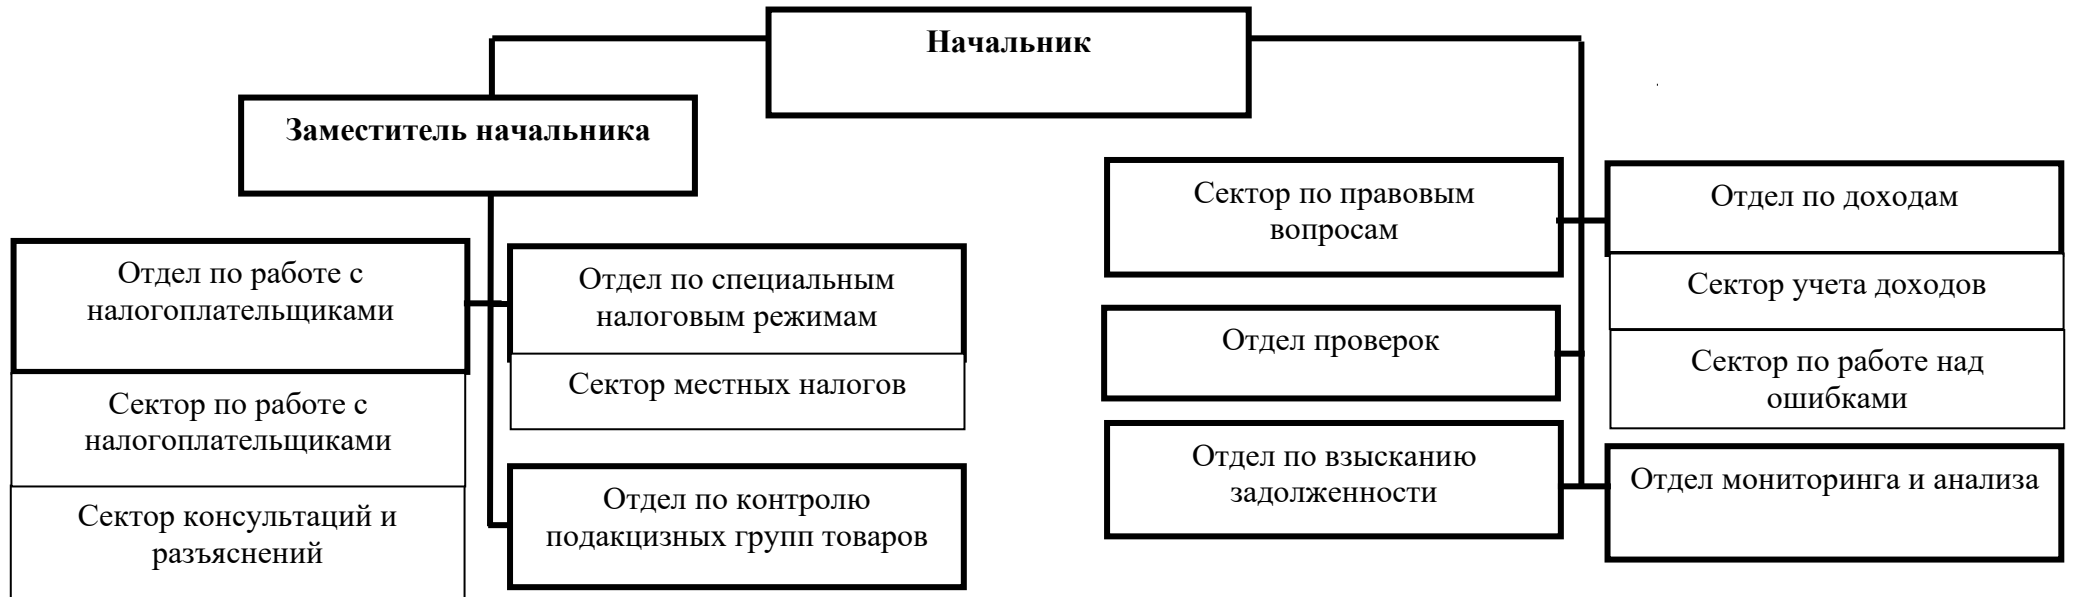 Начальник
Заместитель начальника
Отдел по работе с
налогоплательщиками
Сектор по работе с
налогоплательщиками
Сектор консультаций и
разъяснений
Отдел по специальным
налоговым режимам
Сектор местных налогов
Отдел по контролю
подакцизных групп товаров
Сектор по правовым
вопросам
Отдел проверок
Отдел по взысканию
задолженности
Отдел по доходам
Сектор учета доходов
Сектор по работе над
ошибками
Отдел мониторинга и анализа